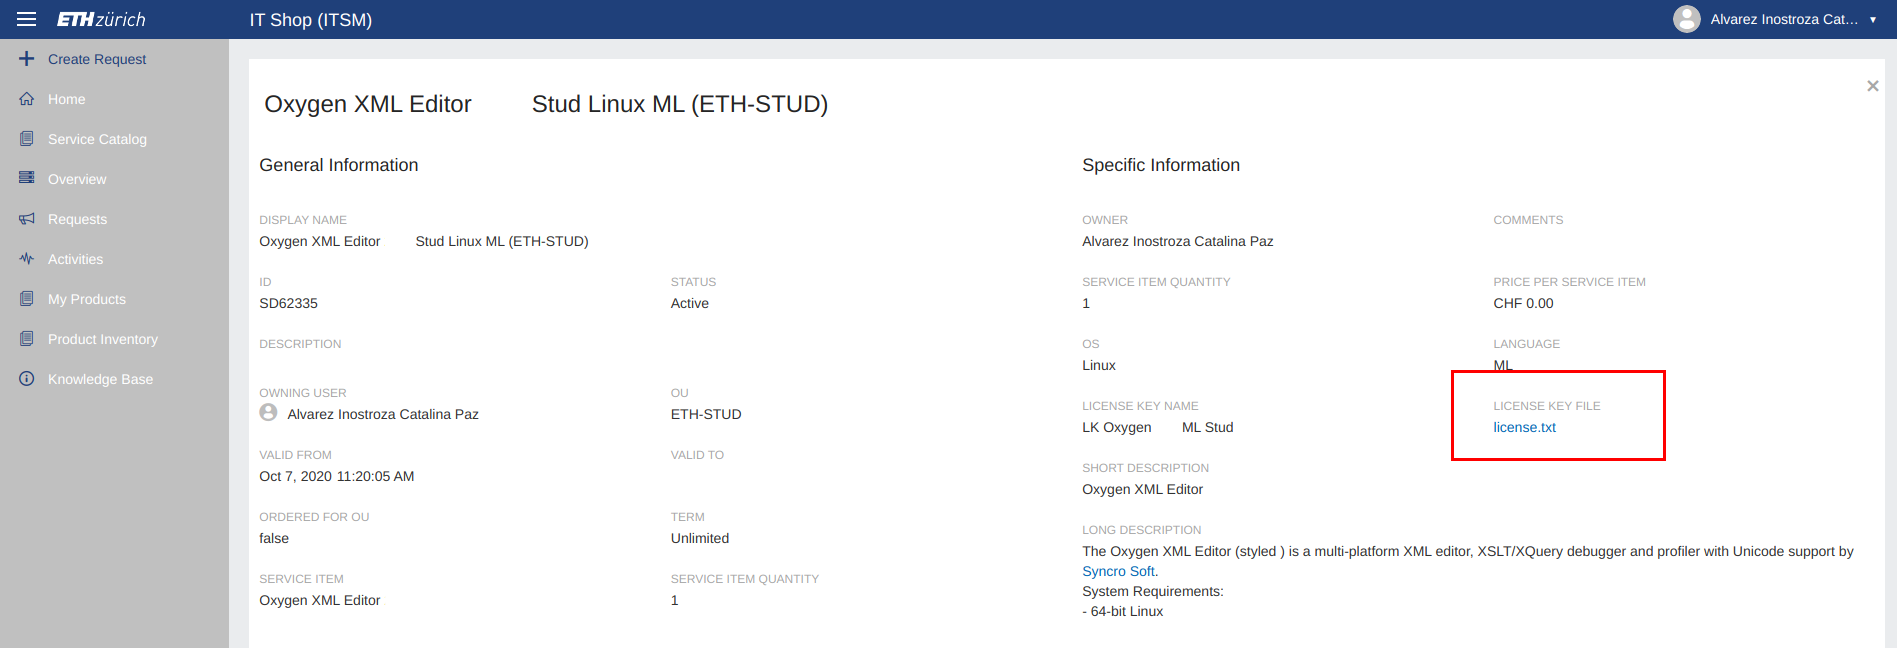 ETH zürich
IT Shop (ITSM)
Alvarez Inostroza Cat...
Create Request
Home
Service Catalog
Overview
Requests
Activities
My Products
Product Inventory
Knowledge Base
Oxygen XML Editor Stud Linux ML (ETH-STUD)
General Information
DISPLAY NAME
Oxygen XML Editor Stud Linux ML (ETH-STUD)
ID
SD62335
STATUS
Active
DESCRIPTION
OWNING USER
Alvarez Inostroza Catalina Paz
OU
ETH-STUD
VALID FROM
Oct 7, 2020 11:20:05 AM
VALID TO
ORDERED FOR OU
false
TERM
Unlimited
SERVICE ITEM
Oxygen XML Editor
SERVICE ITEM QUANTITY
1
Specific Information
OWNER
Alvarez Inostroza Catalina Paz
COMMENTS
SERVICE ITEM QUANTITY
1
PRICE PER SERVICE ITEM
CHF 0.00
OS
Linux
LANGUAGE
ML
LICENSE KEY NAME
LK Oxygen ML Stud
LICENSE KEY FILE
license.txt
SHORT DESCRIPTION
Oxygen XML Editor
LONG DESCRIPTION
The Oxygen XML Editor (styled ) is a multi-platform XML editor, XSLT/XQuery debugger and profiler with Unicode support by
Syncro Soft.
System Requirements:
- 64-bit Linux